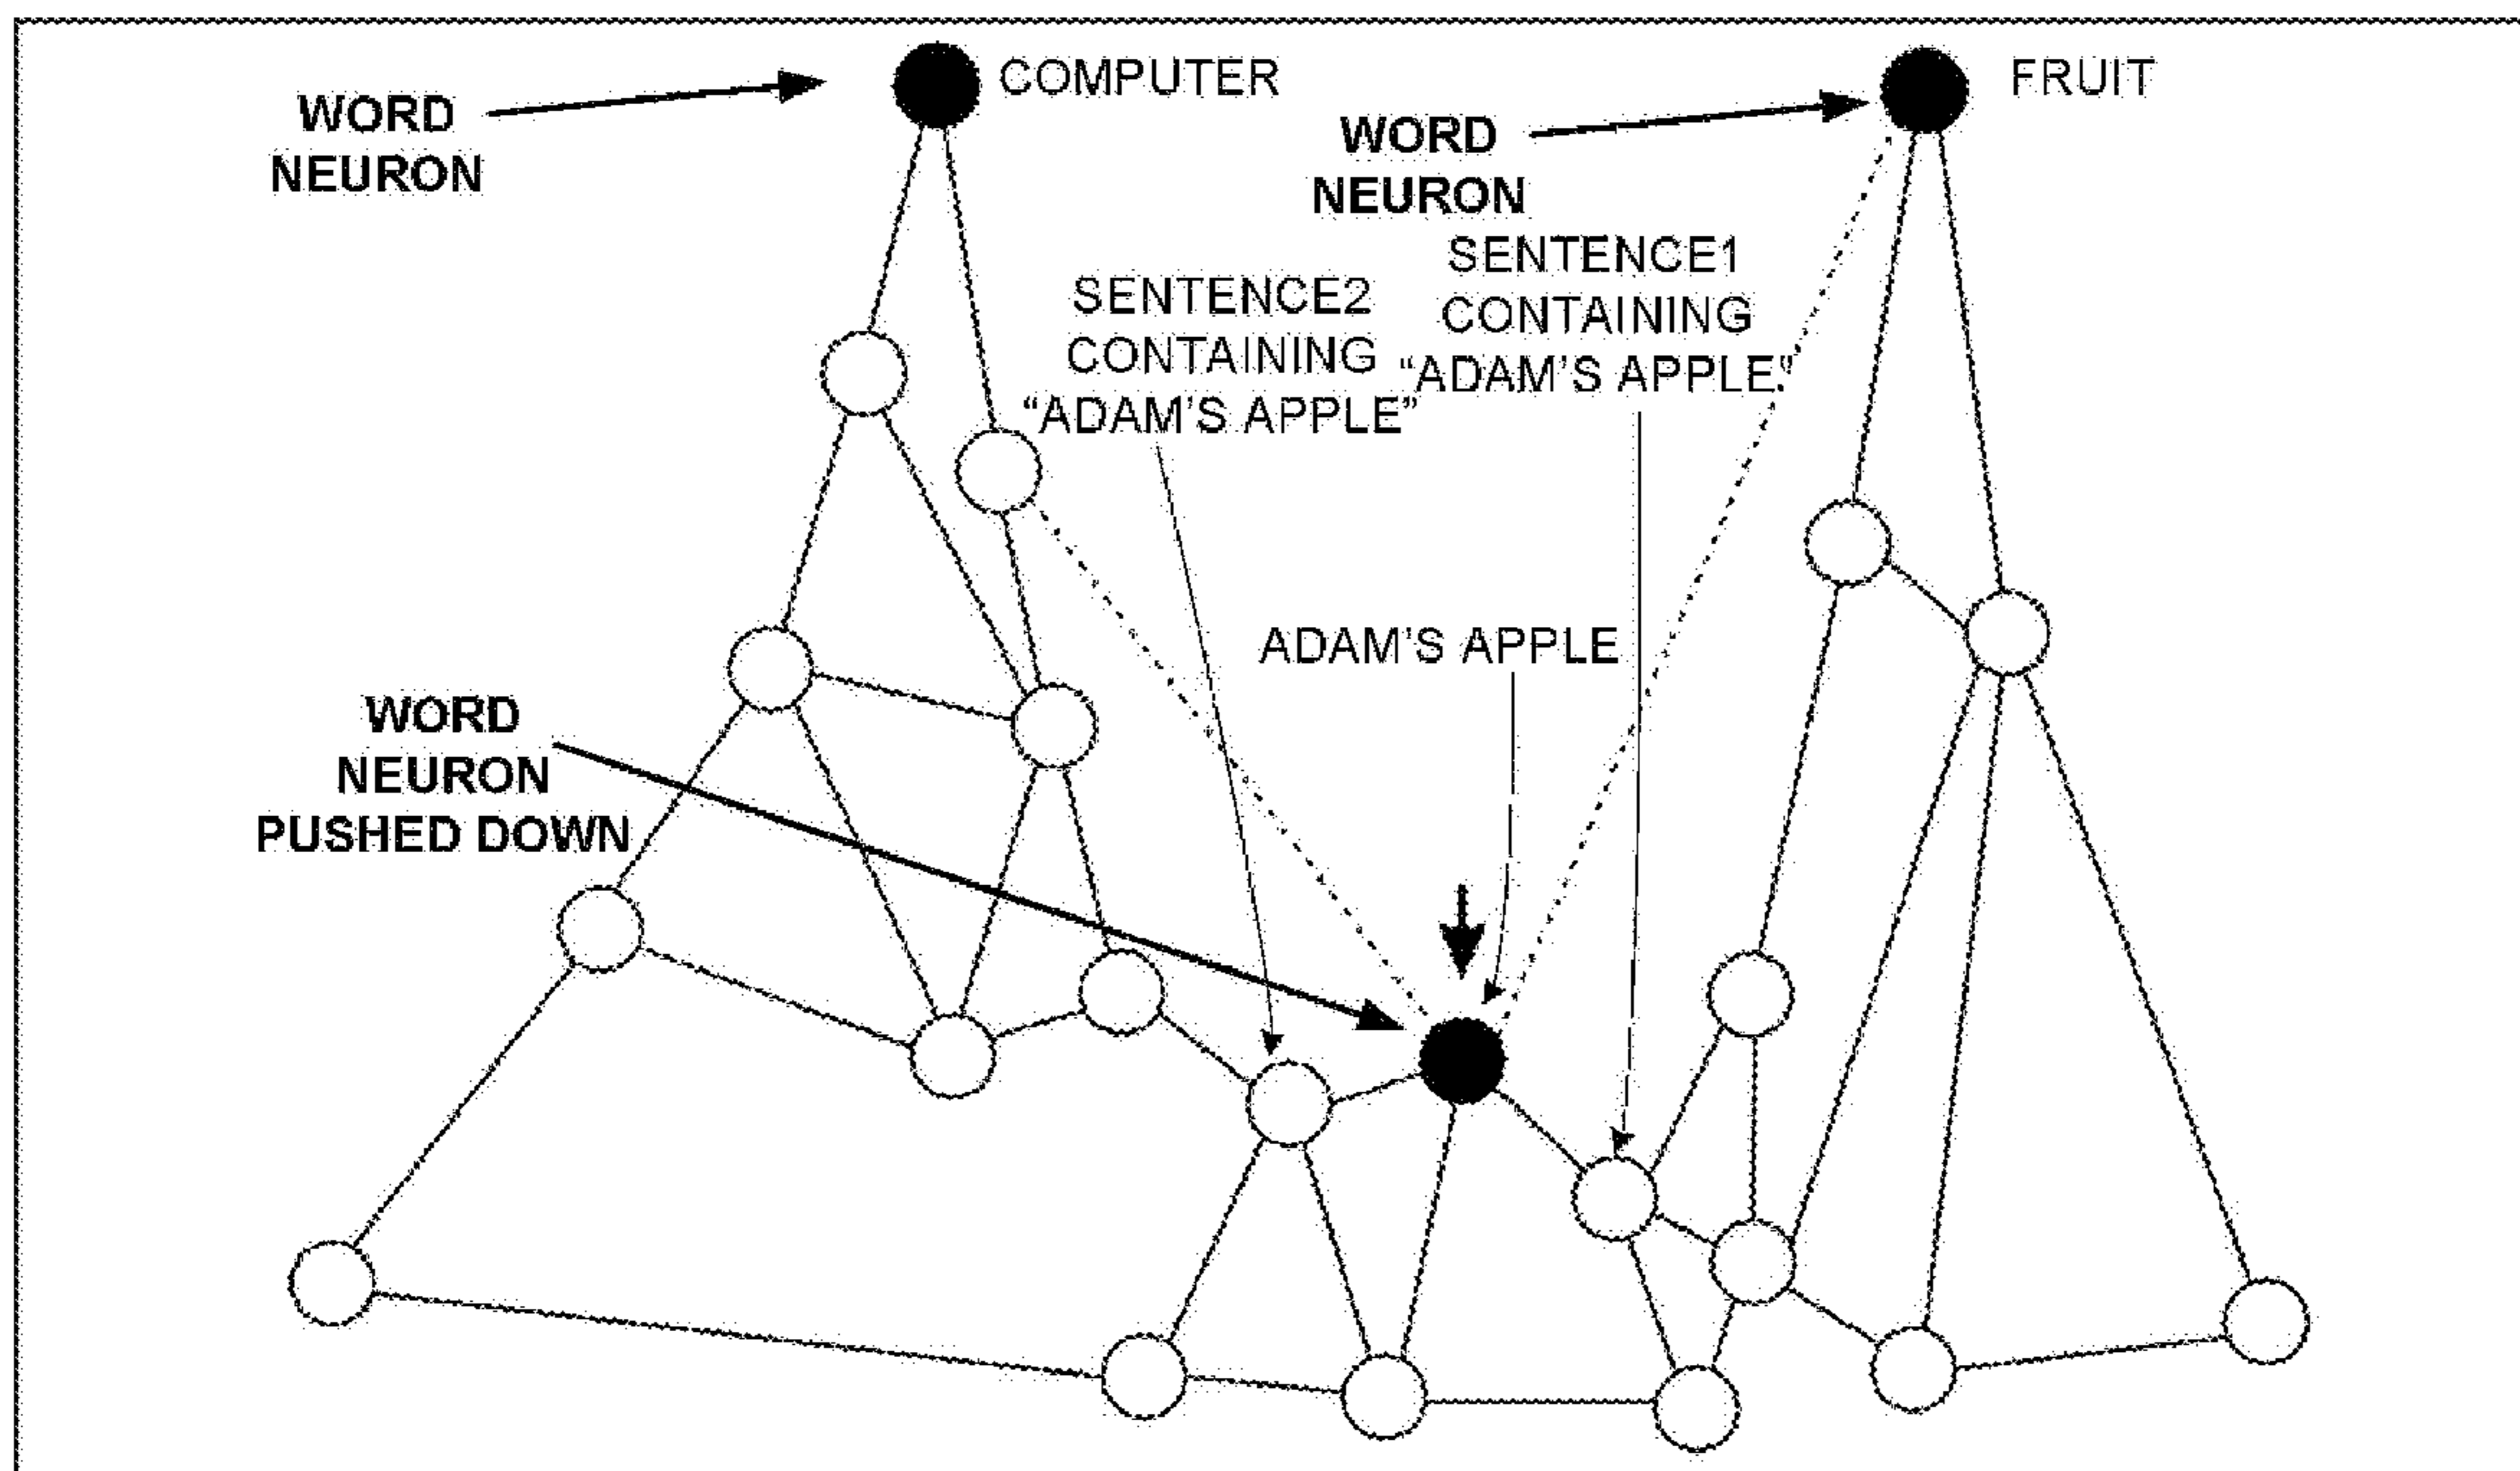 COMPUTER
FRUIT
WORD
NEURON
WORD
NEURON
SENTENCE2
CONTAINING
“ADAM'S APPLE”
SENTENCE1
CONTAINING
“ADAM'S APPLE”
ADAM'S APPLE
WORD
NEURON
PUSHED DOWN